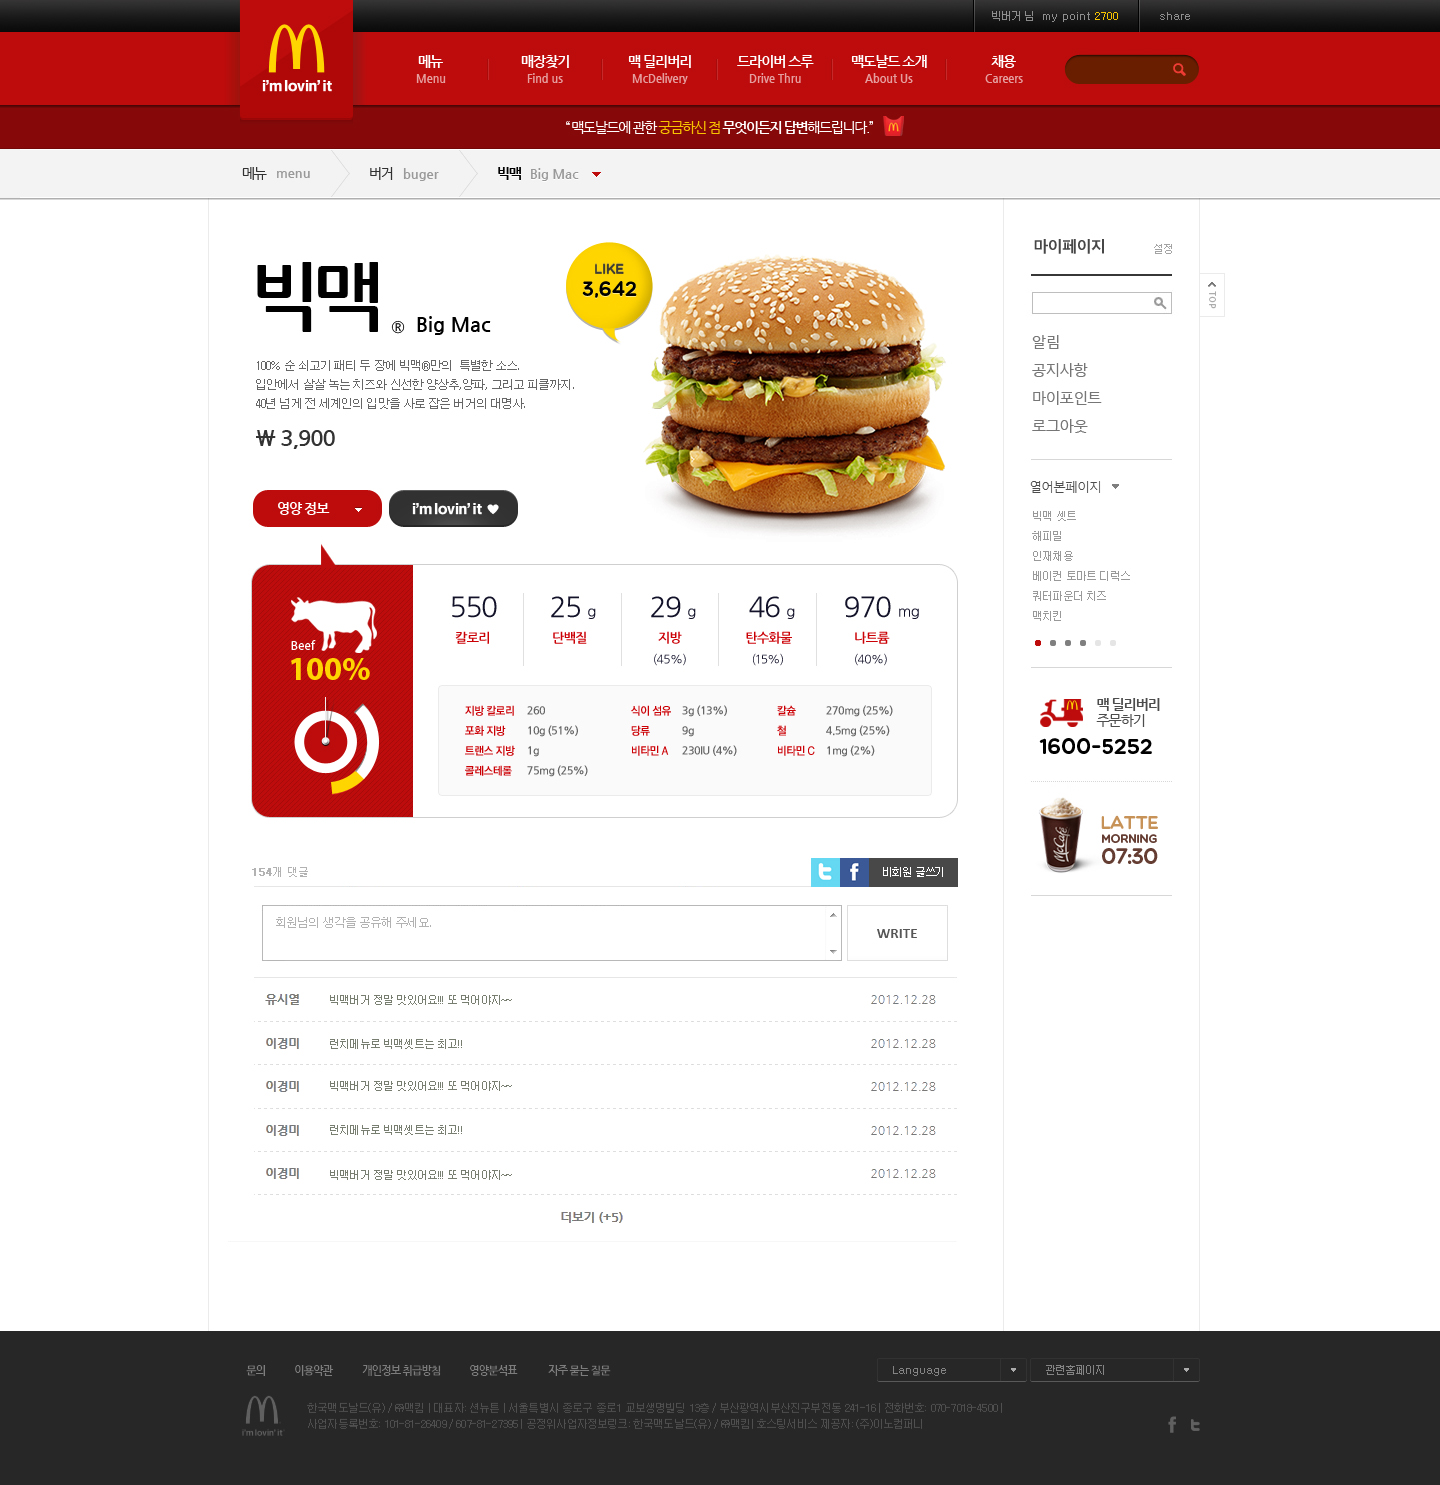 빅버거 님 my point 2700
share
i'm lovin' it
메뉴 Menu
매장찾기 Find us
맥 딜리버리 McDelivery
드라이버 스루 Drive Thru
맥도날드 소개 About Us
채용 Careers
“맥도날드에 관한 궁금하신 점 무엇이든지 답변해드립니다.”
메뉴 menu
버거 buger
빅맥 Big Mac
빅맥 ® Big Mac
LIKE
3,642
100% 순 쇠고기 패티 두 장에 빅맥®만의 특별한 소스.
입안에서 살살 녹는 치즈와 신선한 양상추,양파, 그리고 피클까지.
40년 넘게 전 세계인의 입맛을 사로 잡은 버거의 대명사.
₩ 3,900
영양 정보
i'm lovin' it
Beef
100%
550 25 g 29 g 46 g 970 mg
칼로리 단백질 지방 탄수화물 나트륨
(45%) (15%) (40%)
지방 칼로리 260 식이 섬유 3g (13%) 칼슘 270mg (25%)
포화 지방 10g (51%) 당류 9g 철 4,5mg (25%)
트랜스 지방 1g 비타민 A 230IU (4%) 비타민 C 1mg (2%)
콜레스테롤 75mg (25%)
154개 댓글
비회원 글쓰기
회원님의 생각을 공유해 주세요.
WRITE
유시열 빅맥버거 정말 맛있어요!!! 또 먹어야지~~ 2012.12.28
이경미 런치메뉴로 빅맥셋트는 최고!! 2012.12.28
이경미 빅맥버거 정말 맛있어요!!! 또 먹어야지~~ 2012.12.28
이경미 런치메뉴로 빅맥셋트는 최고!! 2012.12.28
이경미 빅맥버거 정말 맛있어요!!! 또 먹어야지~~ 2012.12.28
더보기 (+5)
마이페이지 설정
TOP
알림
공지사항
마이포인트
로그아웃
열어본페이지
빅맥 셋트
해피밀
인재채용
베이컨 토마트 디럭스
쿼터파운더 치즈
맥치킨
맥 딜리버리
주문하기
1600-5252
McCafé
LATTE
MORNING
07:30
문의 이용약관 개인정보 취급방침 영양분석표 자주 묻는 질문
Language
관련홈페이지
i'm lovin' it
한국맥도날드(유) / ㈜맥킴 | 대표자: 션뉴튼 | 서울특별시 종로구 종로1 교보생명빌딩 13층 / 부산광역시부산진구부전동 241-16 | 전화번호: 070-7018-4500 |
사업자등록번호: 101-81-26409 / 607-81-27395 | 공정위사업자정보링크: 한국맥도날드(유) / ㈜맥킴 | 호스팅서비스 제공자: (주)이노컴퍼니